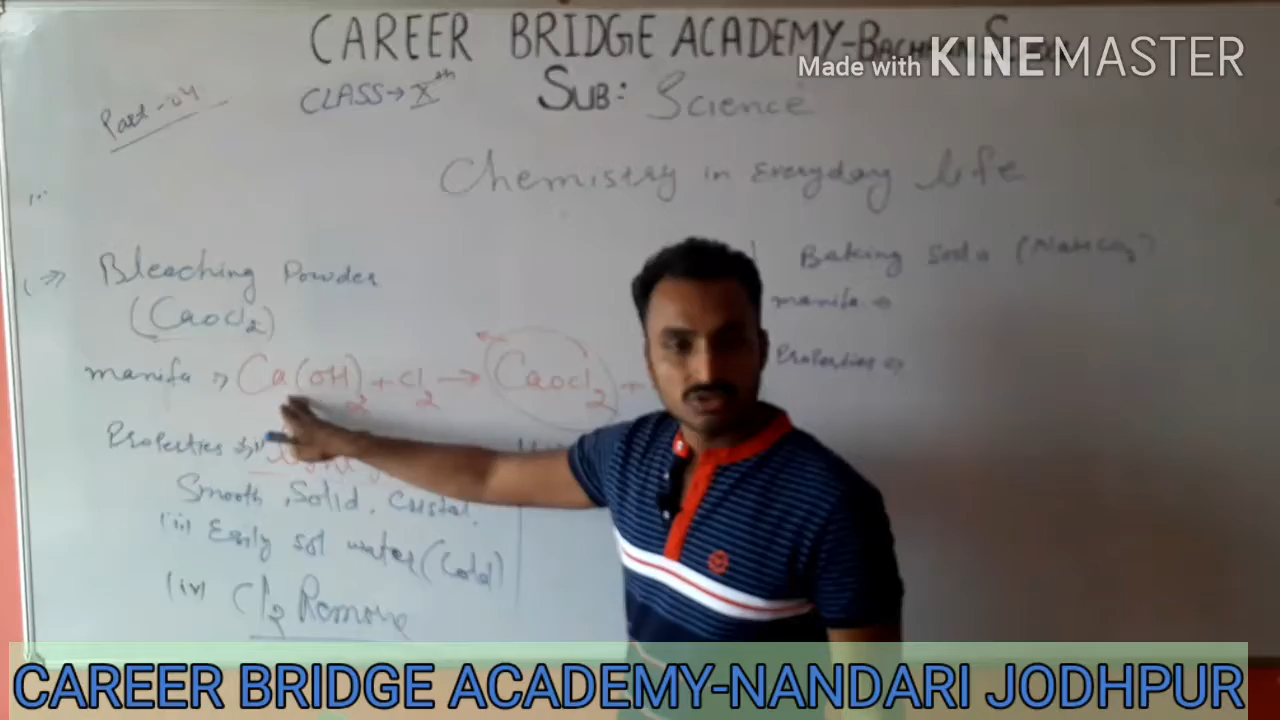 CAREER BRIDGE ACADEMY-
Made with KINEMASTER
Part-04
CLASS→Xth
SUB: Science
Chemistry in Everyday life
Bleaching Powder
(Caocl2)
manifa ⇒ Ca(OH)2 + Cl2 → Caocl2 +
Properties
Smooth, Solid, Crystal.
(iii) Easily sol water (Cold)
(iv) Cl2 Remove
Baking Soda (NaHCO3)
manifa ⇒
Properties ⇒
CAREER BRIDGE ACADEMY-NANDARI JODHPUR